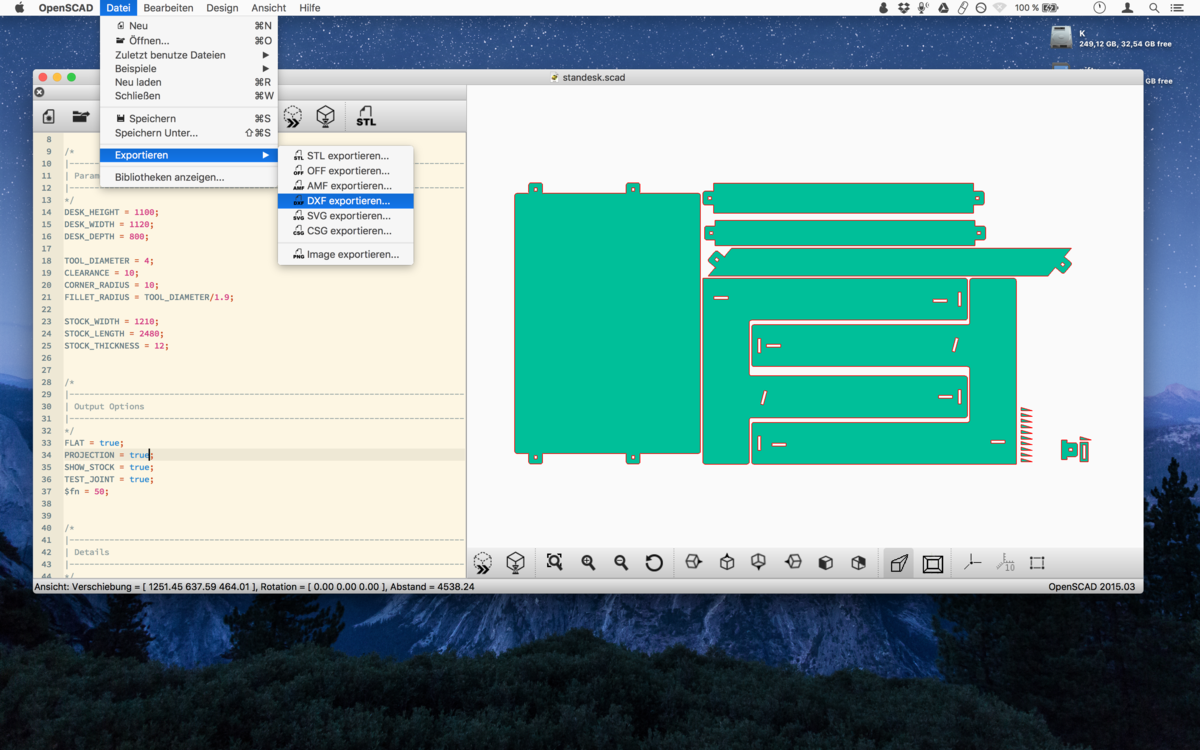 OpenSCAD Datei Bearbeiten Design Ansicht Hilfe 100 %
K
249,12 GB, 32,54 GB free
GB free
Neu ⌘N
Öffnen... ⌘O
Zuletzt benutze Dateien ▶
Beispiele ▶
Neu laden ⌘R
Schließen ⌘W
Speichern ⌘S
Speichern Unter... ⇧⌘S
Exportieren ▶
Bibliotheken anzeigen...
STL exportieren...
OFF exportieren...
AMF exportieren...
DXF exportieren...
SVG exportieren...
CSG exportieren...
PNG Image exportieren...
standesk.scad
STL
8
9 /*
10 |--------
11 | Param
12 |--------
13 */
14 DESK_HEIGHT = 1100;
15 DESK_WIDTH = 1120;
16 DESK_DEPTH = 800;
17
18 TOOL_DIAMETER = 4;
19 CLEARANCE = 10;
20 CORNER_RADIUS = 10;
21 FILLET_RADIUS = TOOL_DIAMETER/1.9;
22
23 STOCK_WIDTH = 1210;
24 STOCK_LENGTH = 2480;
25 STOCK_THICKNESS = 12;
26
27
28 /*
29 |--------
30 | Output Options
31 |--------
32 */
33 FLAT = true;
34 PROJECTION = true;
35 SHOW_STOCK = true;
36 TEST_JOINT = true;
37 $fn = 50;
38
39
40 /*
41 |--------
42 | Details
43 |--------
44 */
10
Ansicht: Verschiebung = [ 1251.45 637.59 464.01 ], Rotation = [ 0.00 0.00 0.00 ], Abstand = 4538.24
OpenSCAD 2015.03